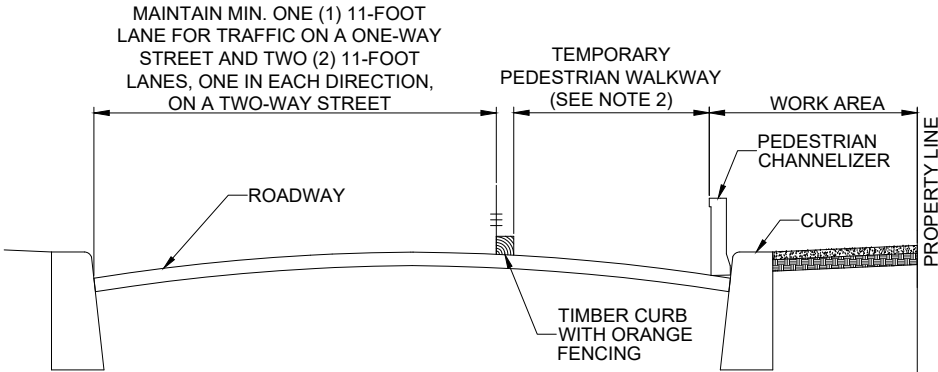 MAINTAIN MIN. ONE (1) 11-FOOT
LANE FOR TRAFFIC ON A ONE-WAY
STREET AND TWO (2) 11-FOOT
LANES, ONE IN EACH DIRECTION,
ON A TWO-WAY STREET
TEMPORARY
PEDESTRIAN WALKWAY
(SEE NOTE 2)
WORK AREA
PEDESTRIAN
CHANNELIZER
ROADWAY
CURB
PROPERTY LINE
TIMBER CURB
WITH ORANGE
FENCING